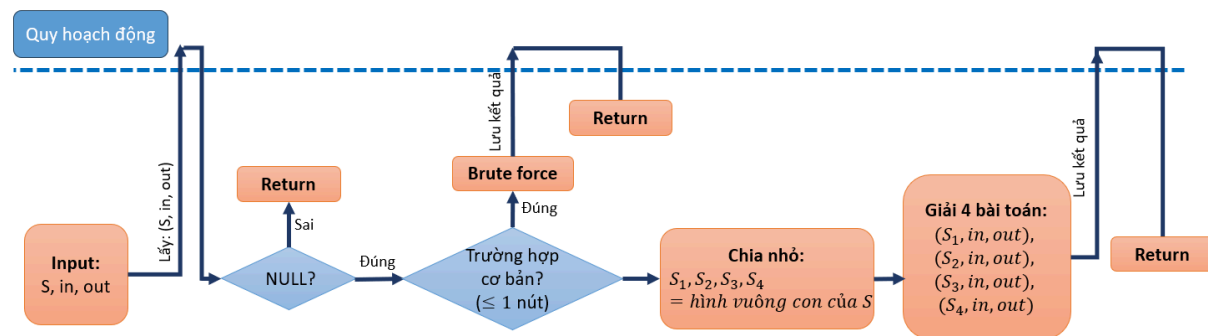 Quy hoạch động
Input:
S, in, out
Lấy: (S, in, out)
NULL?
Sai
Return
Đúng
Trường hợp
cơ bản?
(≤ 1 nút)
Đúng
Brute force
Lưu kết quả
Return
Chia nhỏ:
S₁, S₂, S₃, S₄
= hình vuông con của S
Giải 4 bài toán:
(S₁, in, out),
(S₂, in, out),
(S₃, in, out),
(S₄, in, out)
Lưu kết quả
Return